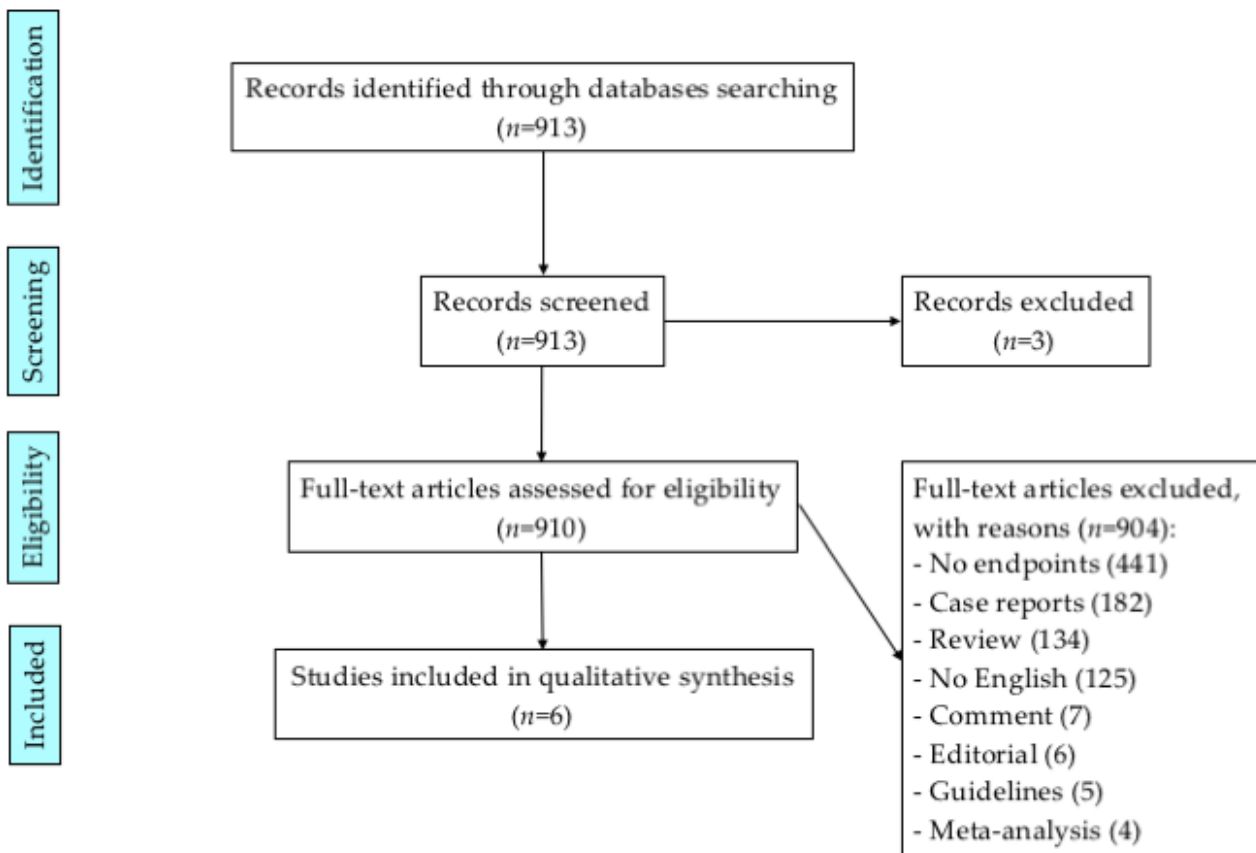 Identification
Records identified through databases searching
(n=913)
Screening
Records screened
(n=913)
Records excluded
(n=3)
Eligibility
Full-text articles assessed for eligibility
(n=910)
Full-text articles excluded,
with reasons (n=904):
- No endpoints (441)
- Case reports (182)
- Review (134)
- No English (125)
- Comment (7)
- Editorial (6)
- Guidelines (5)
- Meta-analysis (4)
Included
Studies included in qualitative synthesis
(n=6)